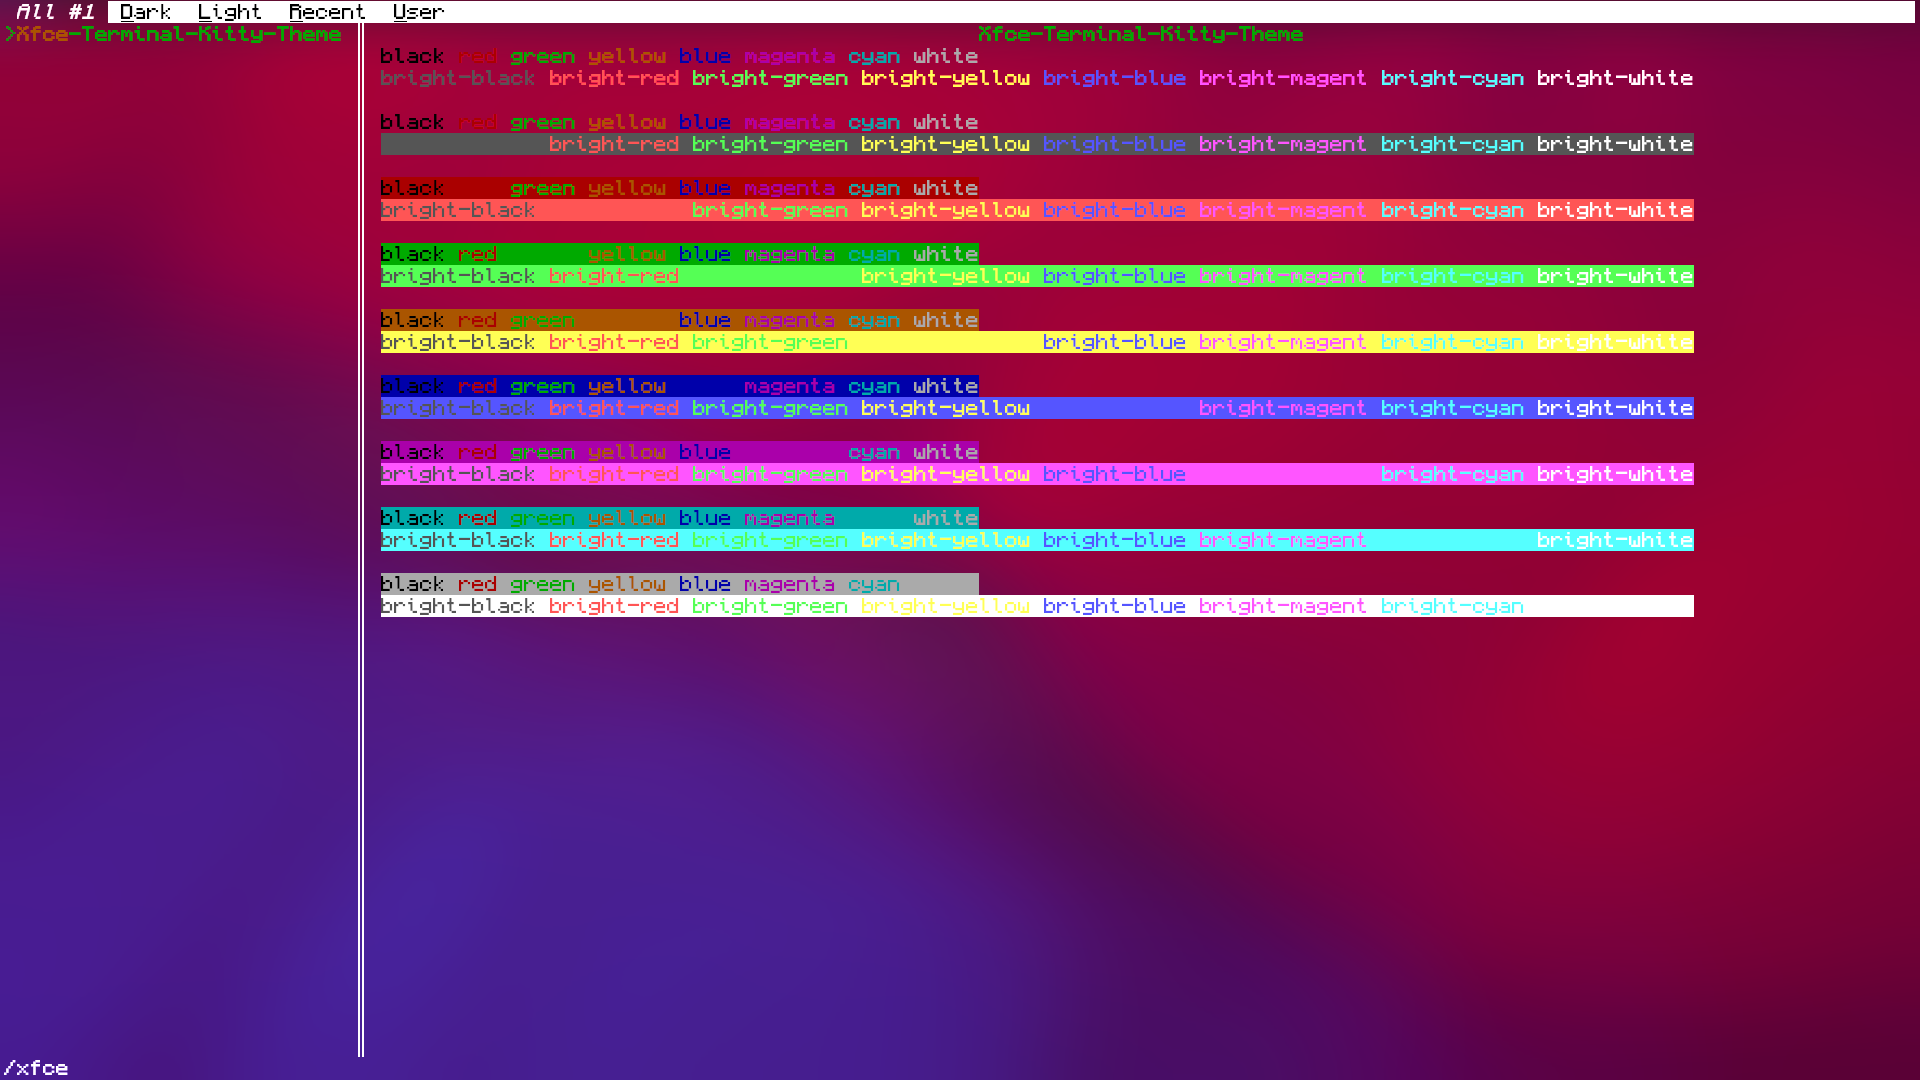 All #1 Dark Light Recent User
>Xfce-Terminal-Kitty-Theme
Xfce-Terminal-Kitty-Theme
black red green yellow blue magenta cyan white
bright-black bright-red bright-green bright-yellow bright-blue bright-magent bright-cyan bright-white
black red green yellow blue magenta cyan white
bright-red bright-green bright-yellow bright-blue bright-magent bright-cyan bright-white
black green yellow blue magenta cyan white
bright-black bright-green bright-yellow bright-blue bright-magent bright-cyan bright-white
black red yellow blue magenta cyan white
bright-black bright-red bright-yellow bright-blue bright-magent bright-cyan bright-white
black red green blue magenta cyan white
bright-black bright-red bright-green bright-blue bright-magent bright-cyan bright-white
black red green yellow magenta cyan white
bright-black bright-red bright-green bright-yellow bright-magent bright-cyan bright-white
black red green yellow blue cyan white
bright-black bright-red bright-green bright-yellow bright-blue bright-cyan bright-white
black red green yellow blue magenta white
bright-black bright-red bright-green bright-yellow bright-blue bright-magent bright-white
black red green yellow blue magenta cyan
bright-black bright-red bright-green bright-yellow bright-blue bright-magent bright-cyan
/xfce